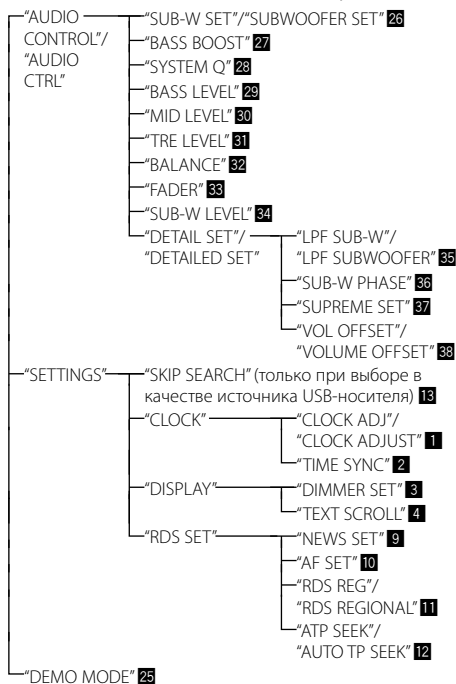 “AUDIO CONTROL”/ “AUDIO CTRL”
“SUB-W SET”/“SUBWOOFER SET” 26
“BASS BOOST” 27
“SYSTEM Q” 28
“BASS LEVEL” 29
“MID LEVEL” 30
“TRE LEVEL” 31
“BALANCE” 32
“FADER” 33
“SUB-W LEVEL” 34
“DETAIL SET”/
“DETAILED SET”
“LPF SUB-W”/
“LPF SUBWOOFER” 35
“SUB-W PHASE” 36
“SUPREME SET” 37
“VOL OFFSET”/
“VOLUME OFFSET” 38
“SETTINGS”
“SKIP SEARCH” (только при выборе в
качестве источника USB-носителя) 13
“CLOCK”
“CLOCK ADJ”/
“CLOCK ADJUST” 1
“TIME SYNC” 2
“DISPLAY”
“DIMMER SET” 3
“TEXT SCROLL” 4
“RDS SET”
“NEWS SET” 9
“AF SET” 10
“RDS REG”/
“RDS REGIONAL” 11
“ATP SEEK”/
“AUTO TP SEEK” 12
“DEMO MODE” 25